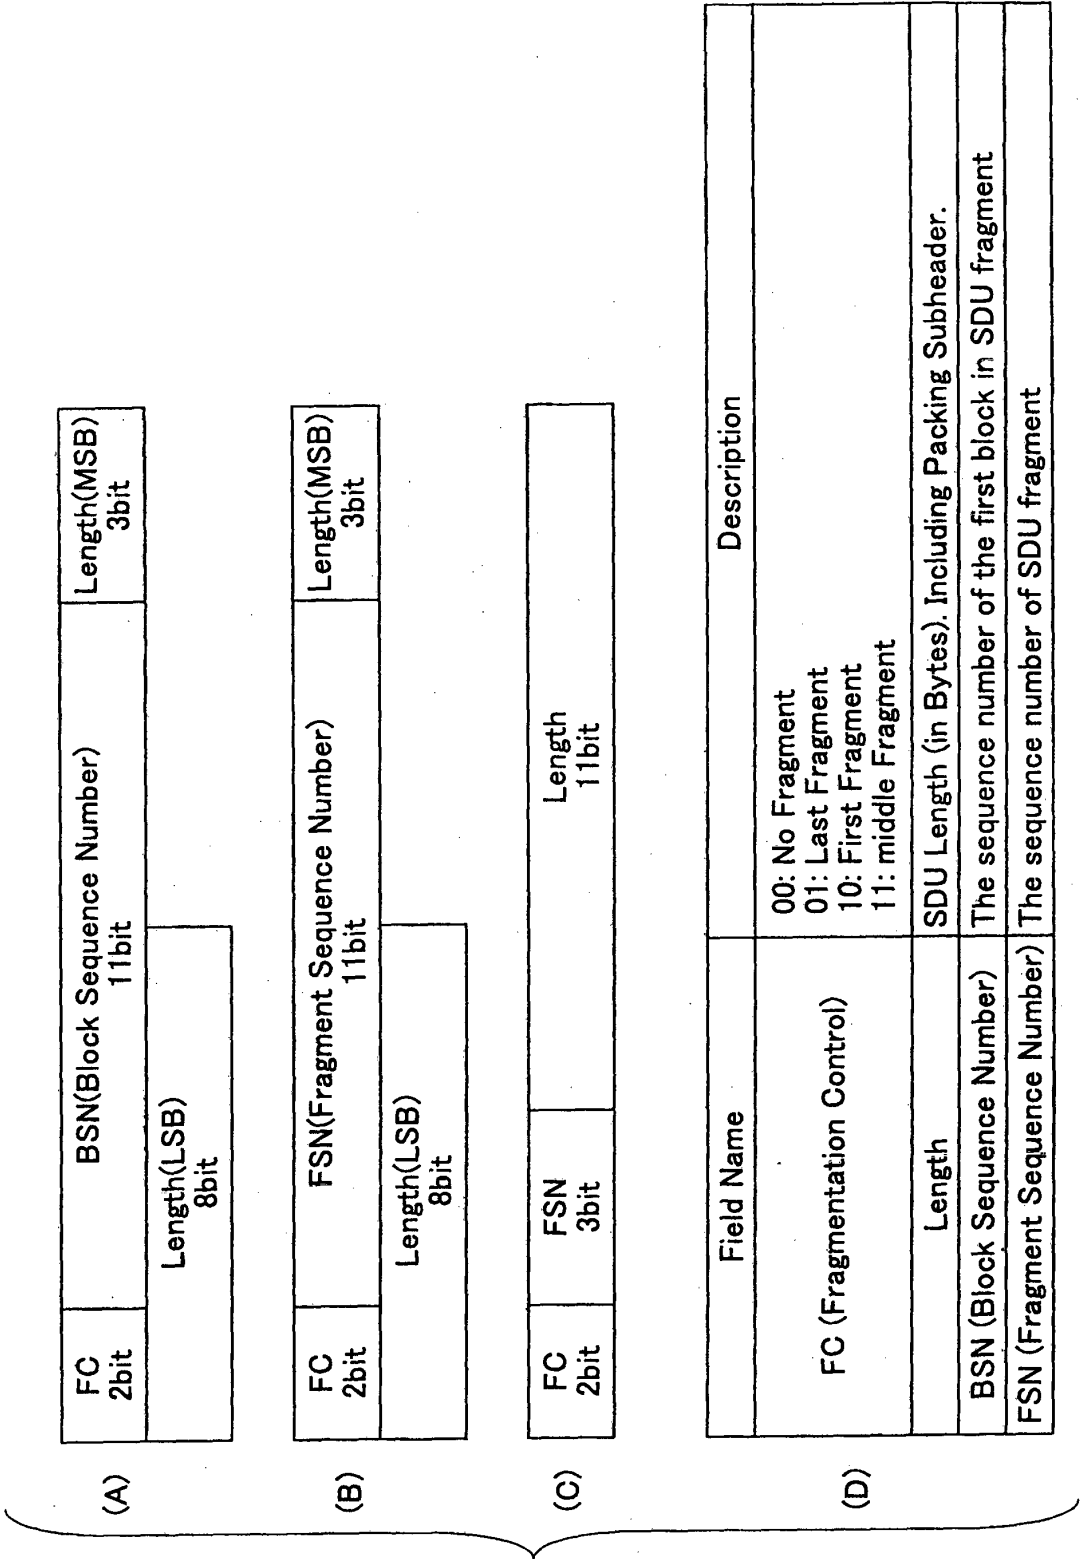 (A)
FC
2bit
BSN(Block Sequence Number)
11bit
Length(MSB)
3bit
Length(LSB)
8bit
(B)
FC
2bit
FSN(Fragment Sequence Number)
11bit
Length(MSB)
3bit
Length(LSB)
8bit
(C)
FC
2bit
FSN
3bit
Length
11bit
(D)
Field Name
Description
FC (Fragmentation Control)
00: No Fragment
01: Last Fragment
10: First Fragment
11: middle Fragment
Length
SDU Length (in Bytes). Including Packing Subheader.
BSN (Block Sequence Number)
The sequence number of the first block in SDU fragment
FSN (Fragment Sequence Number)
The sequence number of SDU fragment